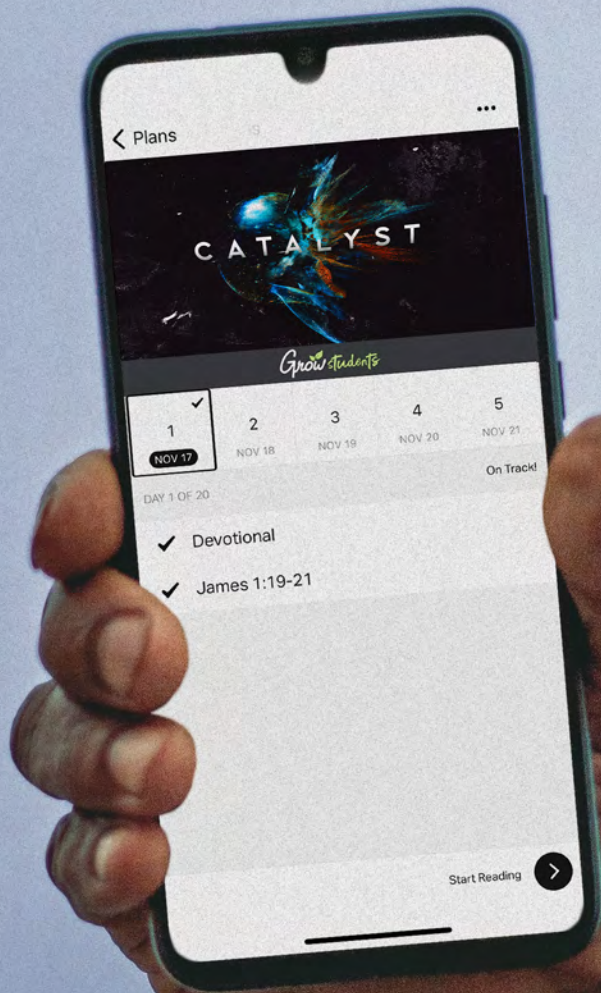 Plans
CATALYST
Grow students
1 2 3 4 5
NOV 17 NOV 18 NOV 19 NOV 20 NOV 21
DAY 1 OF 20 On Track!
Devotional
James 1:19-21
Start Reading